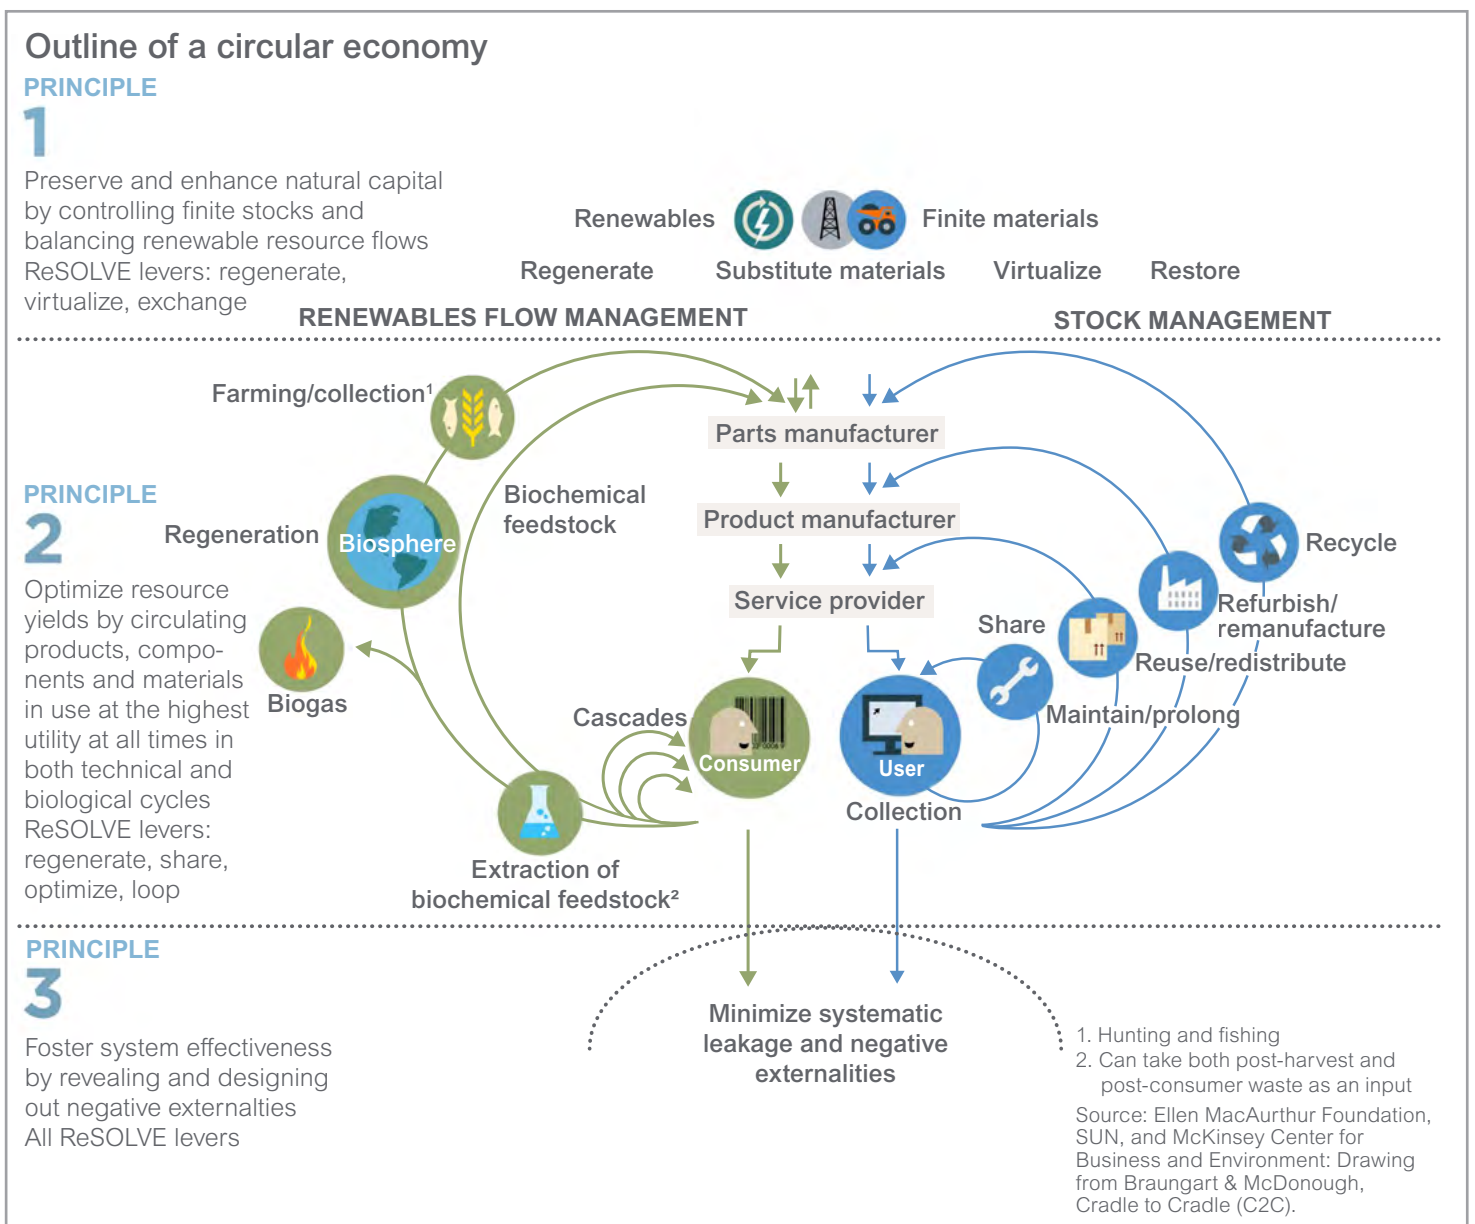 Outline of a circular economy
PRINCIPLE
1
Preserve and enhance natural capital
by controlling finite stocks and
balancing renewable resource flows
ReSOLVE levers: regenerate,
virtualize, exchange
Renewables
Finite materials
Regenerate
Substitute materials
Virtualize
Restore
RENEWABLES FLOW MANAGEMENT
STOCK MANAGEMENT
PRINCIPLE
2
Optimize resource
yields by circulating
products, compo-
nents and materials
in use at the highest
utility at all times in
both technical and
biological cycles
ReSOLVE levers:
regenerate, share,
optimize, loop
Farming/collection¹
Regeneration
Biosphere
Biogas
Biochemical
feedstock
Cascades
Extraction of
biochemical feedstock²
Parts manufacturer
Product manufacturer
Service provider
Consumer
User
Collection
Share
Maintain/prolong
Reuse/redistribute
Refurbish/
remanufacture
Recycle
PRINCIPLE
3
Foster system effectiveness
by revealing and designing
out negative externalties
All ReSOLVE levers
Minimize systematic
leakage and negative
externalities
1. Hunting and fishing
2. Can take both post-harvest and
post-consumer waste as an input
Source: Ellen MacAurthur Foundation,
SUN, and McKinsey Center for
Business and Environment: Drawing
from Braungart & McDonough,
Cradle to Cradle (C2C).